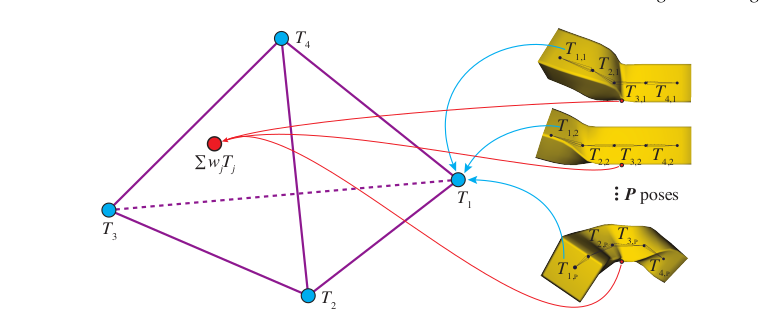 T₄
T₁,₁
T₂,₁
T₃,₁ T₄,₁
T₁,₂
∑wⱼTⱼ
T₂,₂ T₃,₂ T₄,₂
T₁
⋮ P poses
T₃
T₂,P T₃,P
T₁,P T₄,P
T₂